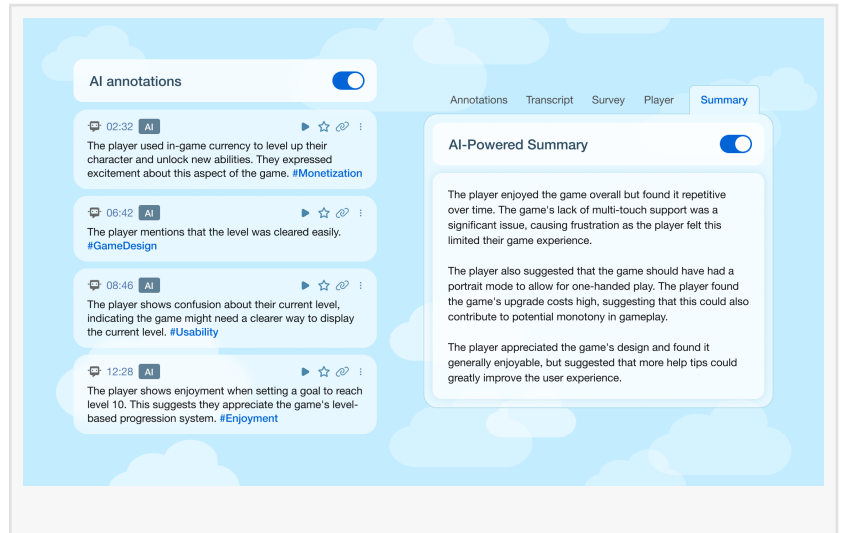 AI annotations
02:32 AI
The player used in-game currency to level up their
character and unlock new abilities. They expressed
excitement about this aspect of the game. #Monetization
06:42 AI
The player mentions that the level was cleared easily.
#GameDesign
08:46 AI
The player shows confusion about their current level,
indicating the game might need a clearer way to display
the current level. #Usability
12:28 AI
The player shows enjoyment when setting a goal to reach
level 10. This suggests they appreciate the game's level-
based progression system. #Enjoyment
Annotations Transcript Survey Player Summary
AI-Powered Summary
The player enjoyed the game overall but found it repetitive
over time. The game's lack of multi-touch support was a
significant issue, causing frustration as the player felt this
limited their game experience.
The player also suggested that the game should have had a
portrait mode to allow for one-handed play. The player found
the game's upgrade costs high, suggesting that this could also
contribute to potential monotony in gameplay.
The player appreciated the game's design and found it
generally enjoyable, but suggested that more help tips could
greatly improve the user experience.